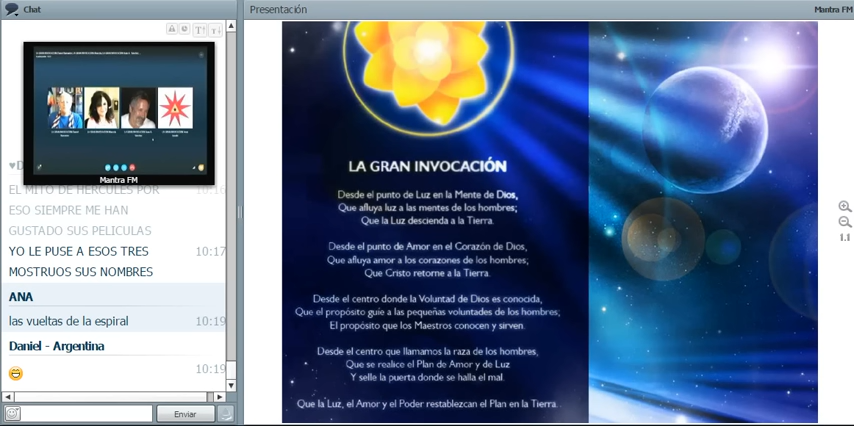 Chat
Mantra FM
EL MITO DE HERCULES POR
10:16
ESO SIEMPRE ME HAN
GUSTADO SUS PELICULAS
YO LE PUSE A ESOS TRES
10:17
MOSTRUOS SUS NOMBRES
ANA
las vueltas de la espiral
10:19
Daniel - Argentina
10:19
Enviar
Presentación
Mantra FM
LA GRAN INVOCACIÓN
Desde el punto de Luz en la Mente de Dios,
Que afluya luz a las mentes de los hombres;
Que la Luz descienda a la Tierra.
Desde el punto de Amor en el Corazón de Dios,
Que afluya amor a los corazones de los hombres;
Que Cristo retorne a la Tierra.
Desde el centro donde la Voluntad de Dios es conocida,
Que el propósito guíe a las pequeñas voluntades de los hombres;
El propósito que los Maestros conocen y sirven.
Desde el centro que llamamos la raza de los hombres,
Que se realice el Plan de Amor y de Luz
Y selle la puerta donde se halla el mal.
Que la Luz, el Amor y el Poder restablezcan el Plan en la Tierra.
1:1